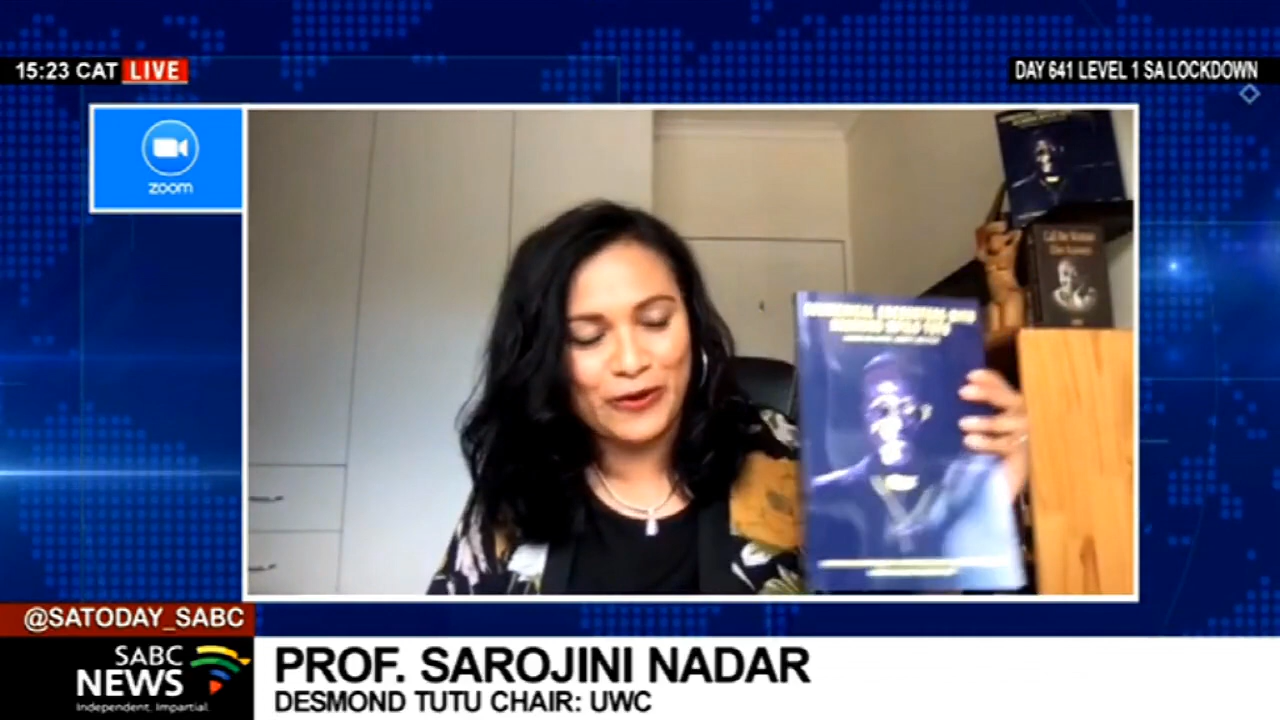 15:23 CAT LIVE
DAY 641 LEVEL 1 SA LOCKDOWN
zoom
@SATODAY_SABC
SABC
NEWS
Independent. Impartial.
PROF. SAROJINI NADAR
DESMOND TUTU CHAIR: UWC